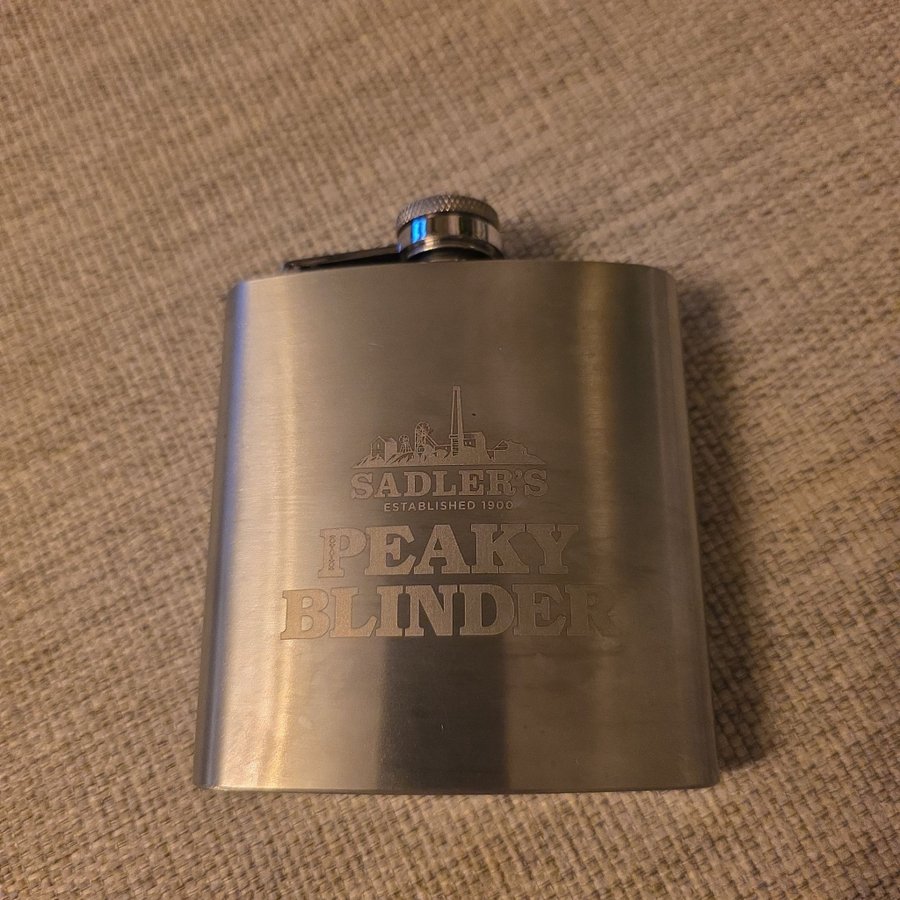 SADLER'S
ESTABLISHED 1900
PEAKY
BLINDER